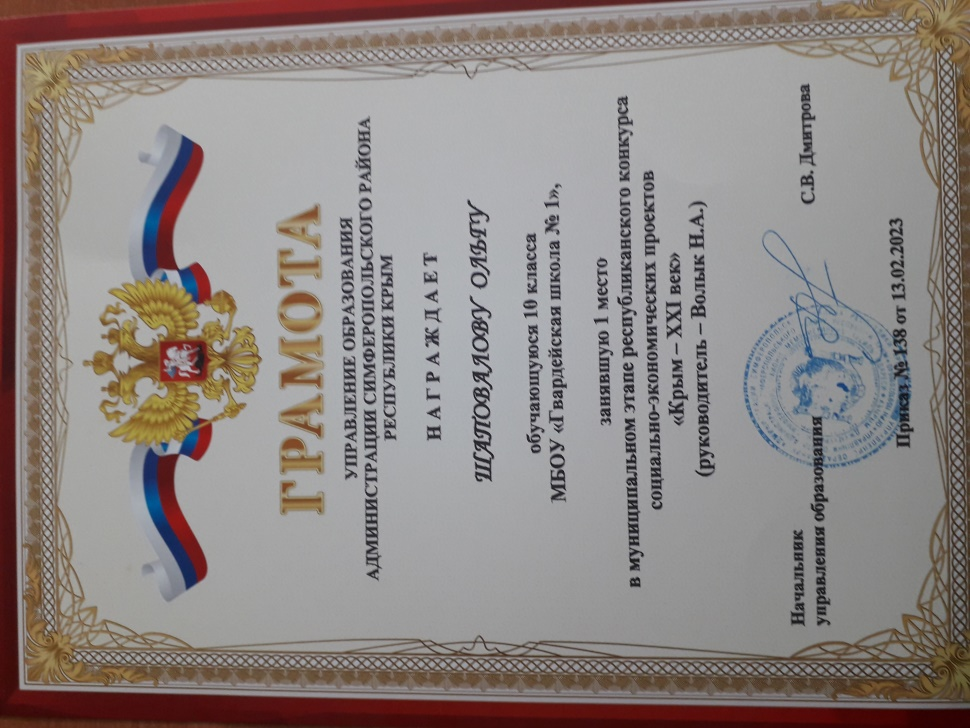 ГРАМОТА
УПРАВЛЕНИЕ ОБРАЗОВАНИЯ
АДМИНИСТРАЦИИ СИМФЕРОПОЛЬСКОГО РАЙОНА
РЕСПУБЛИКИ КРЫМ
НАГРАЖДАЕТ
ШАПОВАЛОВУ ОЛЬГУ
обучающуюся 10 класса
МБОУ «Гвардейская школа № 1»,
занявшую 1 место
в муниципальном этапе республиканского конкурса
социально-экономических проектов
«Крым – XXI век»
(руководитель – Волык Н.А.)
Начальник
управления образования С.В. Дмитрова
Приказ № 138 от 13.02.2023